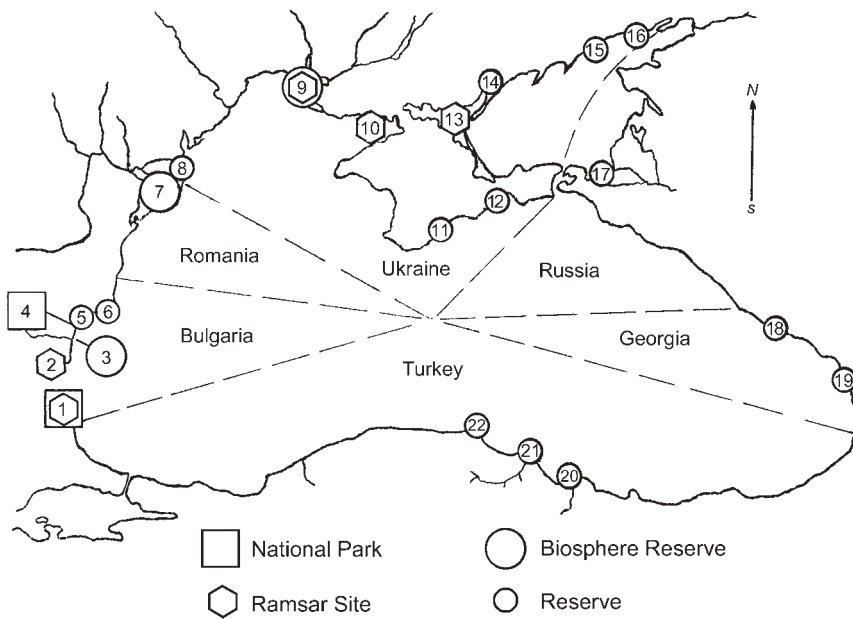 16
15
14
9
13
10
N
8
17
7
S
12
11
Romania
Ukraine
Russia
4
5
6
18
Bulgaria
Georgia
3
2
Turkey
19
1
22
21
20
National Park
Biosphere Reserve
Ramsar Site
Reserve